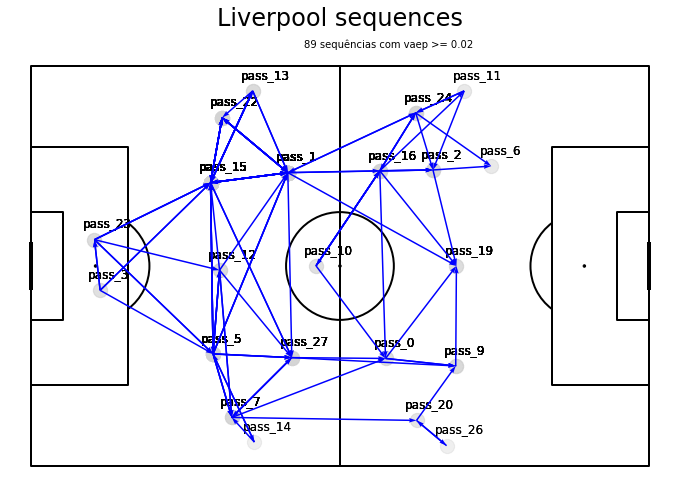 Liverpool sequences
89 sequências com vaep >= 0.02
pass_13
pass_11
pass_22
pass_24
pass_6
pass_15
pass_1
pass_16
pass_2
pass_23
pass_3
pass_12
pass_10
pass_19
pass_5
pass_27
pass_0
pass_9
pass_7
pass_14
pass_20
pass_26